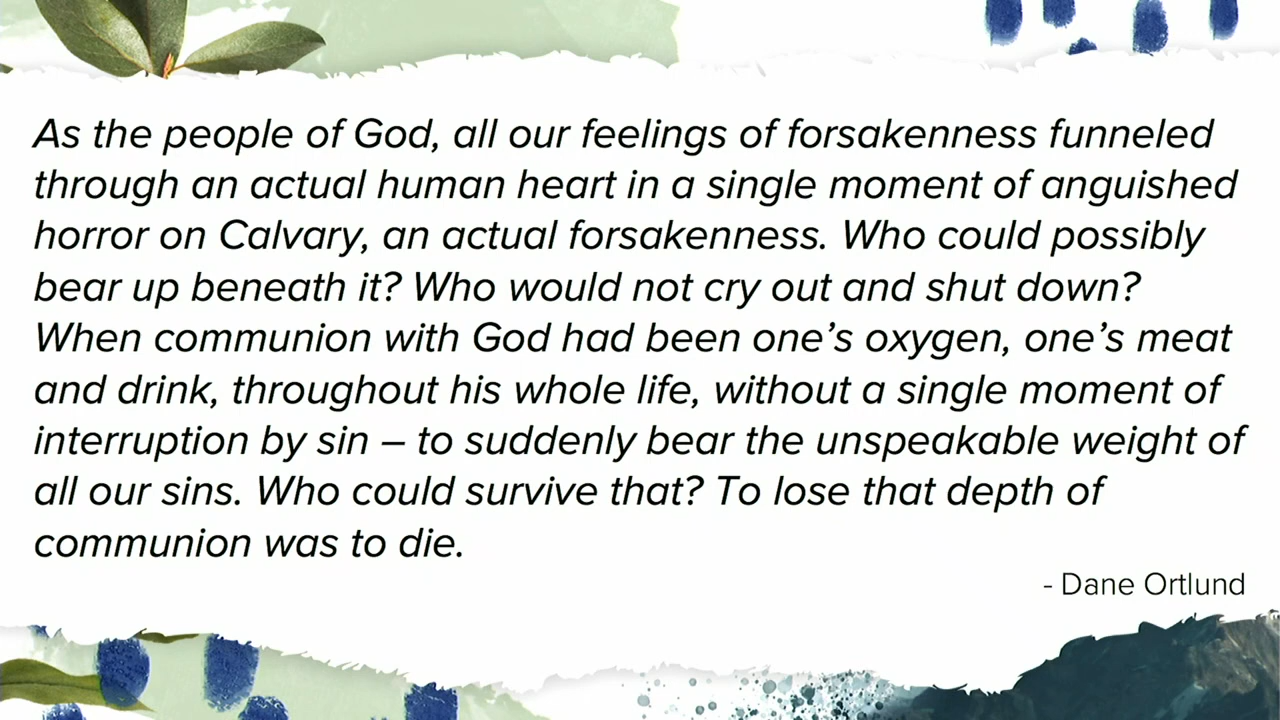 As the people of God, all our feelings of forsakenness funneled
through an actual human heart in a single moment of anguished
horror on Calvary, an actual forsakenness. Who could possibly
bear up beneath it? Who would not cry out and shut down?
When communion with God had been one’s oxygen, one’s meat
and drink, throughout his whole life, without a single moment of
interruption by sin – to suddenly bear the unspeakable weight of
all our sins. Who could survive that? To lose that depth of
communion was to die.
- Dane Ortlund